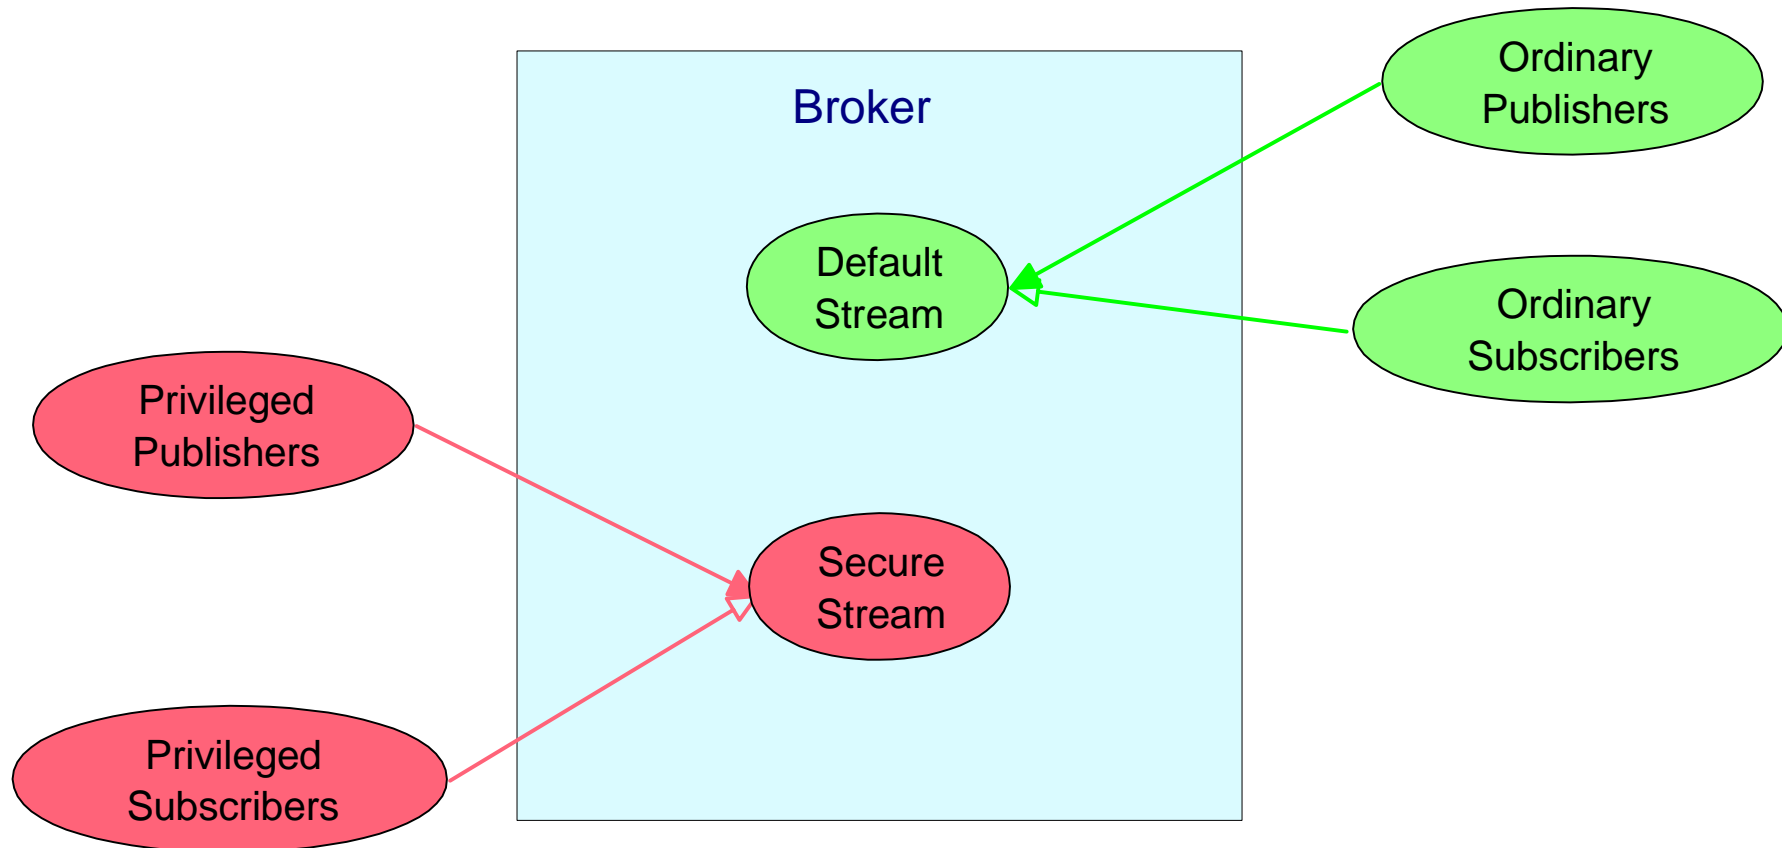 Broker
Ordinary
Publishers
Default
Stream
Ordinary
Subscribers
Privileged
Publishers
Secure
Stream
Privileged
Subscribers